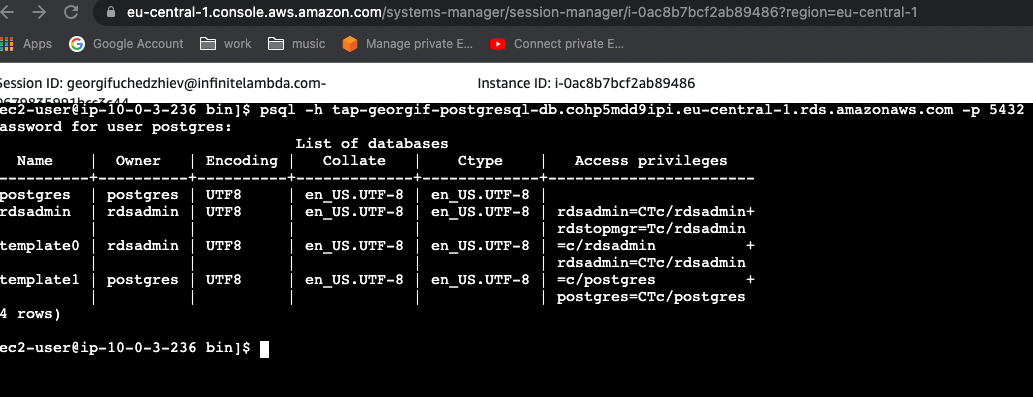 eu-central-1.console.aws.amazon.com/systems-manager/session-manager/i-0ac8b7bcf2ab89486?region=eu-central-1
Apps Google Account work music Manage private E... Connect private E...
Session ID: georgifuchedzhiev@infinitelambda.com- Instance ID: i-0ac8b7bcf2ab89486
ec2-user@ip-10-0-3-236 bin]$ psql -h tap-georgif-postgresql-db.cohp5mdd9ipi.eu-central-1.rds.amazonaws.com -p 5432
assword for user postgres:
List of databases
Name | Owner | Encoding | Collate | Ctype | Access privileges
----------+----------+----------+-------------+-------------+-----------------------
postgres | postgres | UTF8 | en_US.UTF-8 | en_US.UTF-8 |
rdsadmin | rdsadmin | UTF8 | en_US.UTF-8 | en_US.UTF-8 | rdsadmin=CTc/rdsadmin+
| | | | | rdstopmgr=Tc/rdsadmin
template0 | rdsadmin | UTF8 | en_US.UTF-8 | en_US.UTF-8 | =c/rdsadmin +
| | | | | rdsadmin=CTc/rdsadmin
template1 | postgres | UTF8 | en_US.UTF-8 | en_US.UTF-8 | =c/postgres +
| | | | | postgres=CTc/postgres
4 rows)
ec2-user@ip-10-0-3-236 bin]$